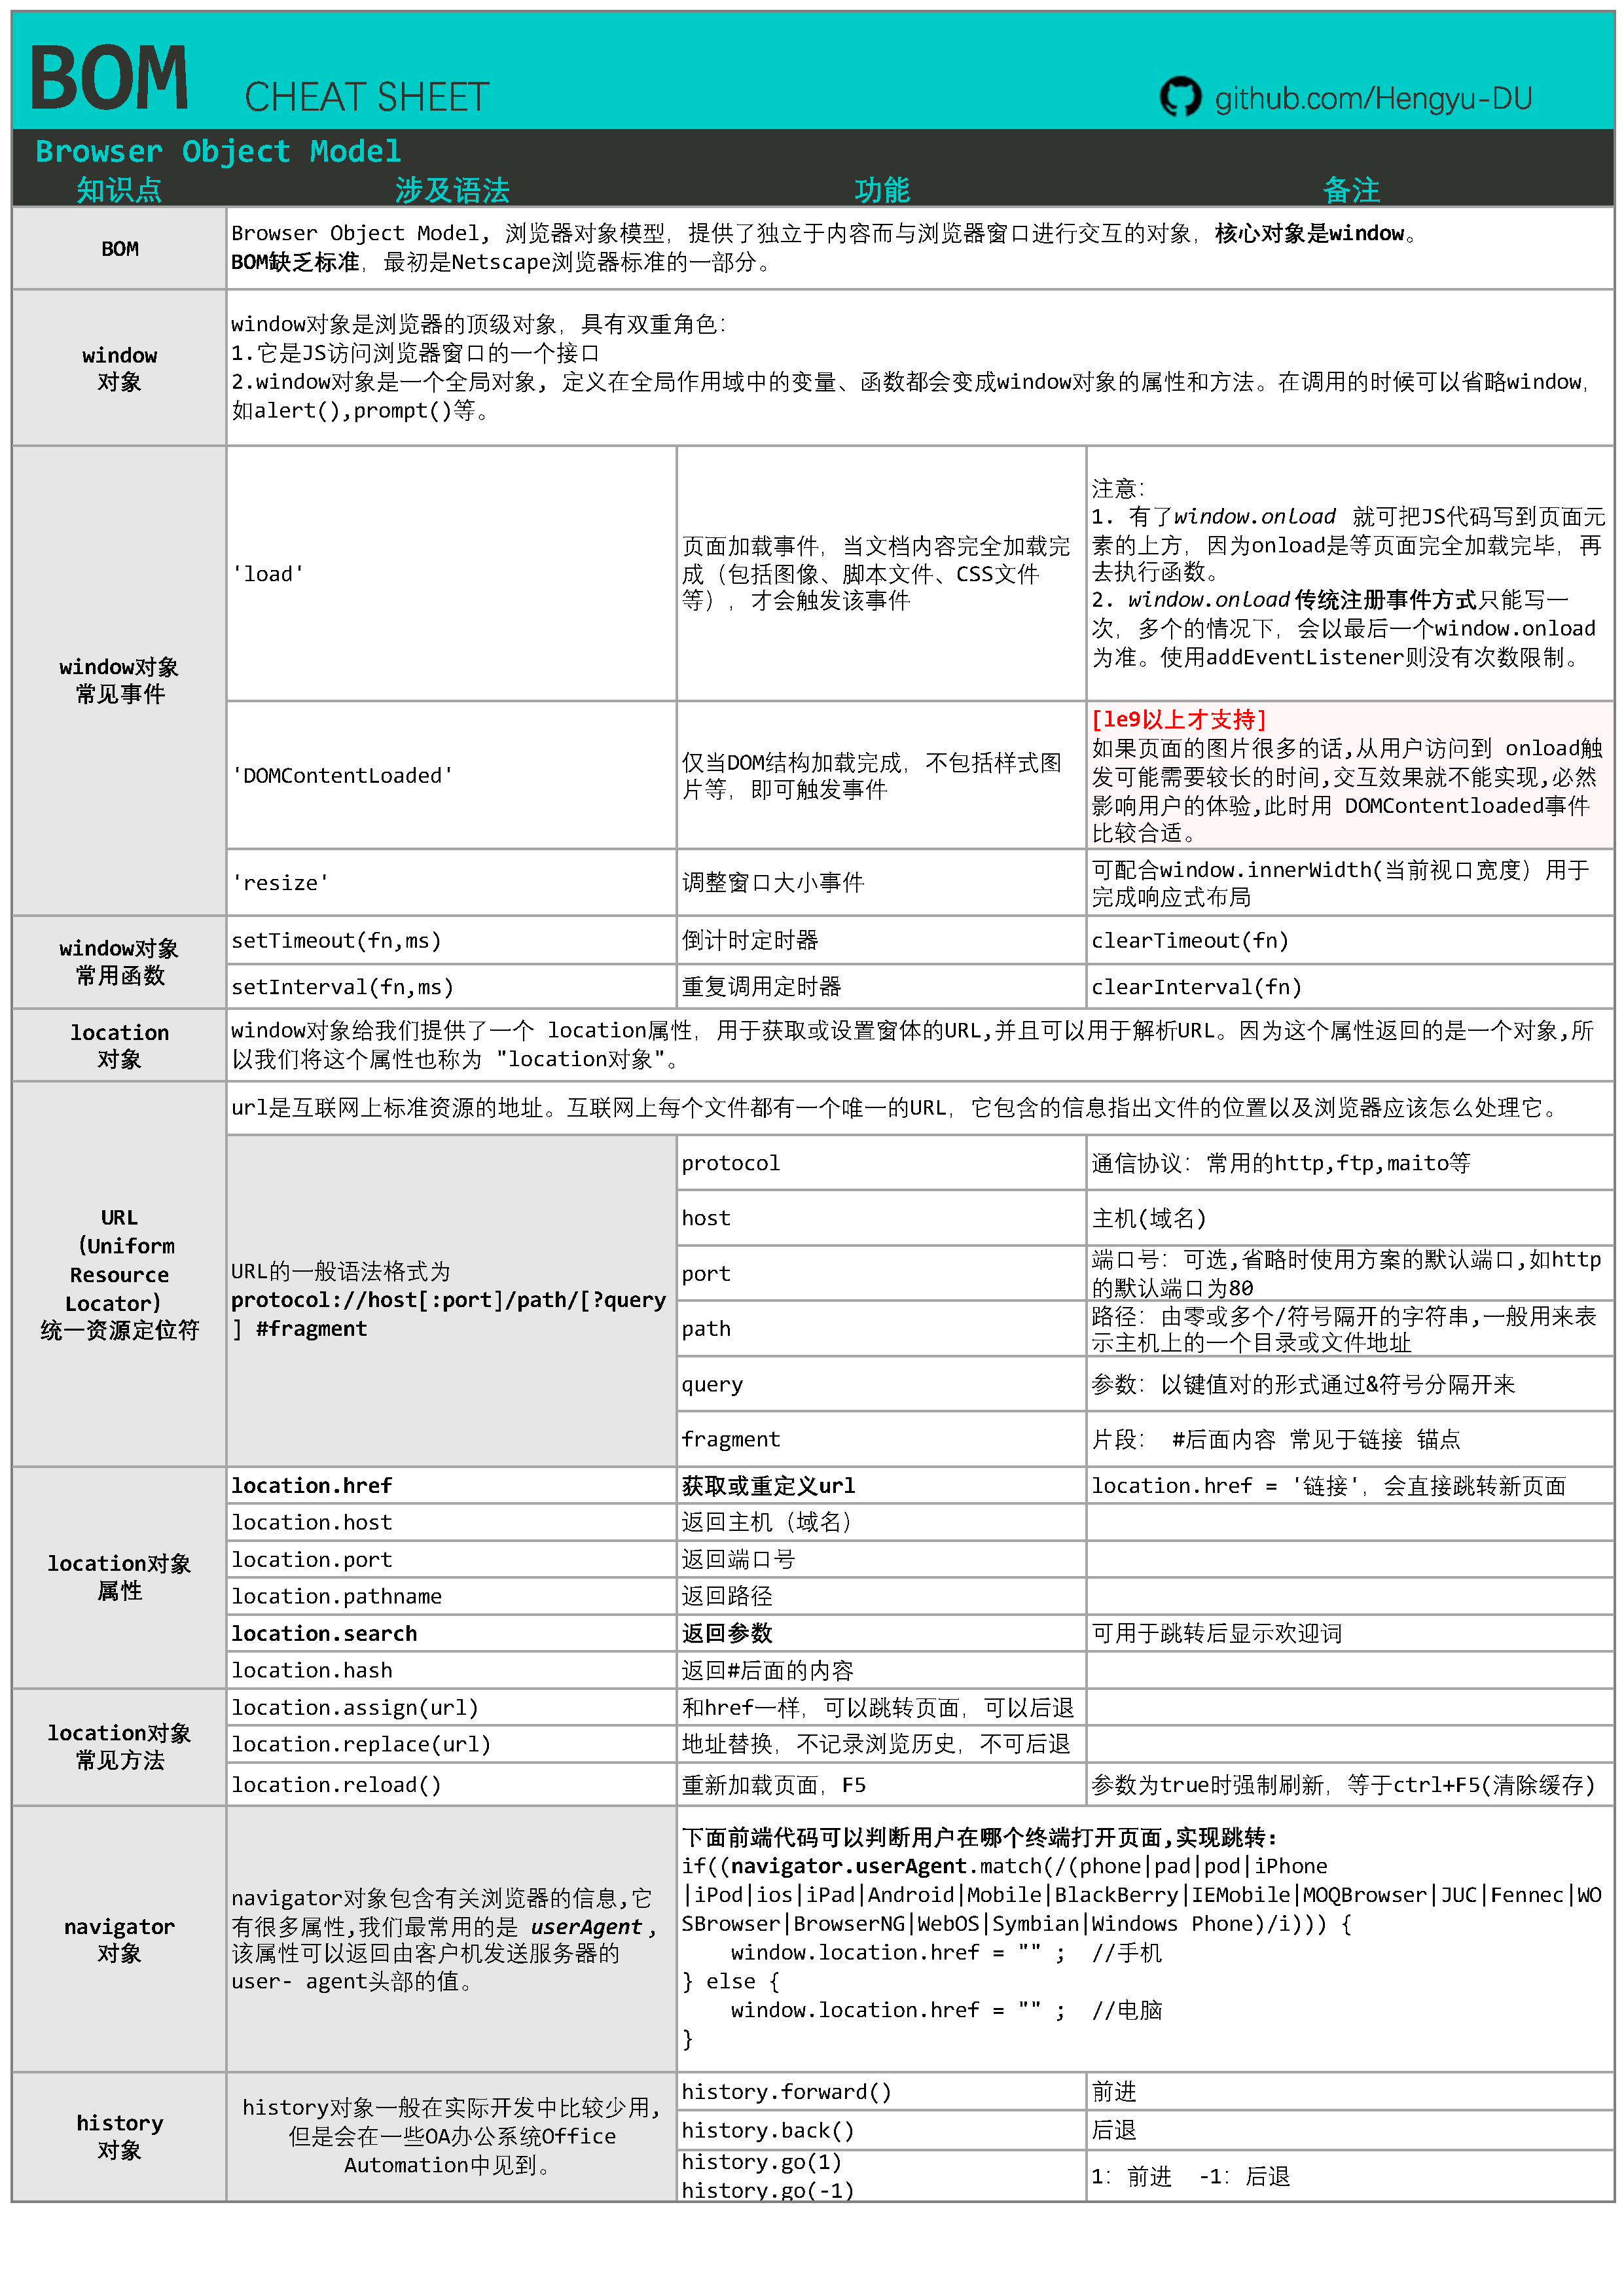 BOM CHEAT SHEET github.com/Hengyu-DU
Browser Object Model
知识点 涉及语法 功能 备注
BOM
Browser Object Model, 浏览器对象模型, 提供了独立于内容而与浏览器窗口进行交互的对象, 核心对象是window。
BOM缺乏标准, 最初是Netscape浏览器标准的一部分。
window
对象
window对象是浏览器的顶级对象, 具有双重角色:
1.它是JS访问浏览器窗口的一个接口
2.window对象是一个全局对象, 定义在全局作用域中的变量、函数都会变成window对象的属性和方法。在调用的时候可以省略window,
如alert(),prompt()等。
window对象
常见事件
'load'
页面加载事件, 当文档内容完全加载完
成（包括图像、脚本文件、CSS文件
等）, 才会触发该事件
注意:
1. 有了window.onload 就可把JS代码写到页面元
素的上方, 因为onload是等页面完全加载完毕, 再
去执行函数。
2. window.onload 传统注册事件方式只能写一
次, 多个的情况下, 会以最后一个window.onload
为准。使用addEventListener则没有次数限制。
'DOMContentLoaded'
仅当DOM结构加载完成, 不包括样式图
片等, 即可触发事件
[le9以上才支持]
如果页面的图片很多的话,从用户访问到 onload触
发可能需要较长的时间,交互效果就不能实现,必然
影响用户的体验,此时用 DOMContentloaded事件
比较合适。
'resize'
调整窗口大小事件
可配合window.innerWidth(当前视口宽度）用于
完成响应式布局
window对象
常用函数
setTimeout(fn,ms) 倒计时定时器 clearTimeout(fn)
setInterval(fn,ms) 重复调用定时器 clearInterval(fn)
location
对象
window对象给我们提供了一个 location属性, 用于获取或设置窗体的URL,并且可以用于解析URL。因为这个属性返回的是一个对象,所
以我们将这个属性也称为 "location对象"。
URL
（Uniform
Resource
Locator）
统一资源定位符
url是互联网上标准资源的地址。互联网上每个文件都有一个唯一的URL, 它包含的信息指出文件的位置以及浏览器应该怎么处理它。
URL的一般语法格式为
protocol://host[:port]/path/[?query
] #fragment
protocol 通信协议: 常用的http,ftp,maito等
host 主机(域名)
port 端口号: 可选,省略时使用方案的默认端口,如http
的默认端口为80
path 路径: 由零或多个/符号隔开的字符串,一般用来表
示主机上的一个目录或文件地址
query 参数: 以键值对的形式通过&符号分隔开来
fragment 片段: #后面内容 常见于链接 锚点
location对象
属性
location.href 获取或重定义url location.href = '链接', 会直接跳转新页面
location.host 返回主机（域名）
location.port 返回端口号
location.pathname 返回路径
location.search 返回参数 可用于跳转后显示欢迎词
location.hash 返回#后面的内容
location对象
常见方法
location.assign(url) 和href一样, 可以跳转页面, 可以后退
location.replace(url) 地址替换, 不记录浏览历史, 不可后退
location.reload() 重新加载页面, F5 参数为true时强制刷新, 等于ctrl+F5(清除缓存)
navigator
对象
navigator对象包含有关浏览器的信息,它
有很多属性,我们最常用的是 userAgent ,
该属性可以返回由客户机发送服务器的
user- agent头部的值。
下面前端代码可以判断用户在哪个终端打开页面,实现跳转:
if((navigator.userAgent.match(/(phone|pad|pod|iPhone
|iPod|ios|iPad|Android|Mobile|BlackBerry|IEMobile|MOQBrowser|JUC|Fennec|WO
SBrowser|BrowserNG|WebOS|Symbian|Windows Phone)/i))) {
window.location.href = "" ; //手机
} else {
window.location.href = "" ; //电脑
}
history
对象
history对象一般在实际开发中比较少用,
但是会在一些OA办公系统Office
Automation中见到。
history.forward() 前进
history.back() 后退
history.go(1)
history.go(-1)
1: 前进 -1: 后退